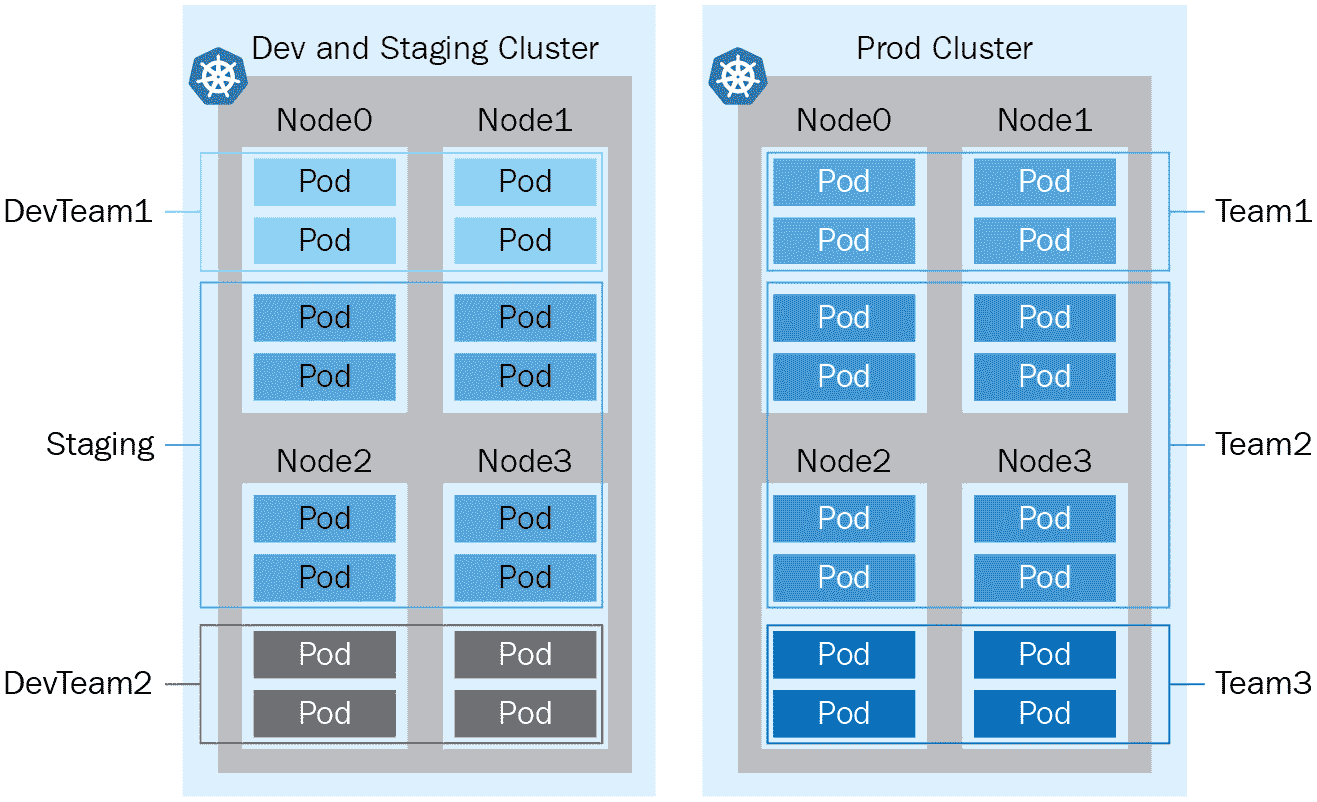 Dev and Staging Cluster
Node0 Node1
DevTeam1
Pod Pod
Pod Pod
Staging
Pod Pod
Pod Pod
Node2 Node3
Pod Pod
Pod Pod
DevTeam2
Pod Pod
Pod Pod
Prod Cluster
Node0 Node1
Pod Pod
Pod Pod
Team1
Pod Pod
Pod Pod
Team2
Node2 Node3
Pod Pod
Pod Pod
Pod Pod
Pod Pod
Team3